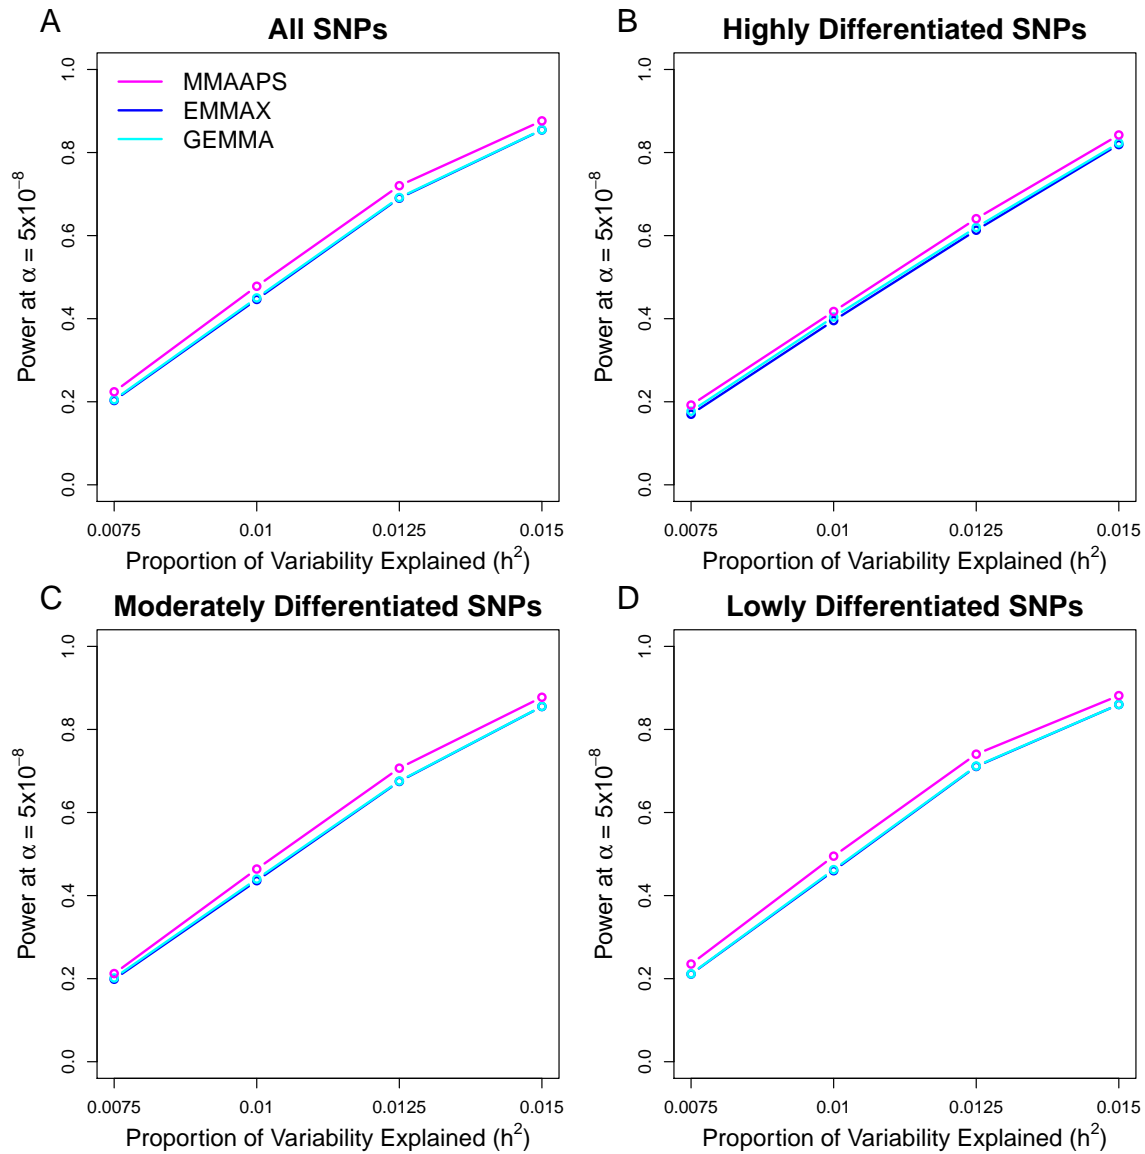 A
All SNPs
MMAAPS
EMMAX
GEMMA
Power at α = 5x10⁻⁸
0.0
0.2
0.4
0.6
0.8
1.0
0.0075
0.01
0.0125
0.015
Proportion of Variability Explained (h²)
B
Highly Differentiated SNPs
Power at α = 5x10⁻⁸
0.0
0.2
0.4
0.6
0.8
1.0
0.0075
0.01
0.0125
0.015
Proportion of Variability Explained (h²)
C
Moderately Differentiated SNPs
Power at α = 5x10⁻⁸
0.0
0.2
0.4
0.6
0.8
1.0
0.0075
0.01
0.0125
0.015
Proportion of Variability Explained (h²)
D
Lowly Differentiated SNPs
Power at α = 5x10⁻⁸
0.0
0.2
0.4
0.6
0.8
1.0
0.0075
0.01
0.0125
0.015
Proportion of Variability Explained (h²)